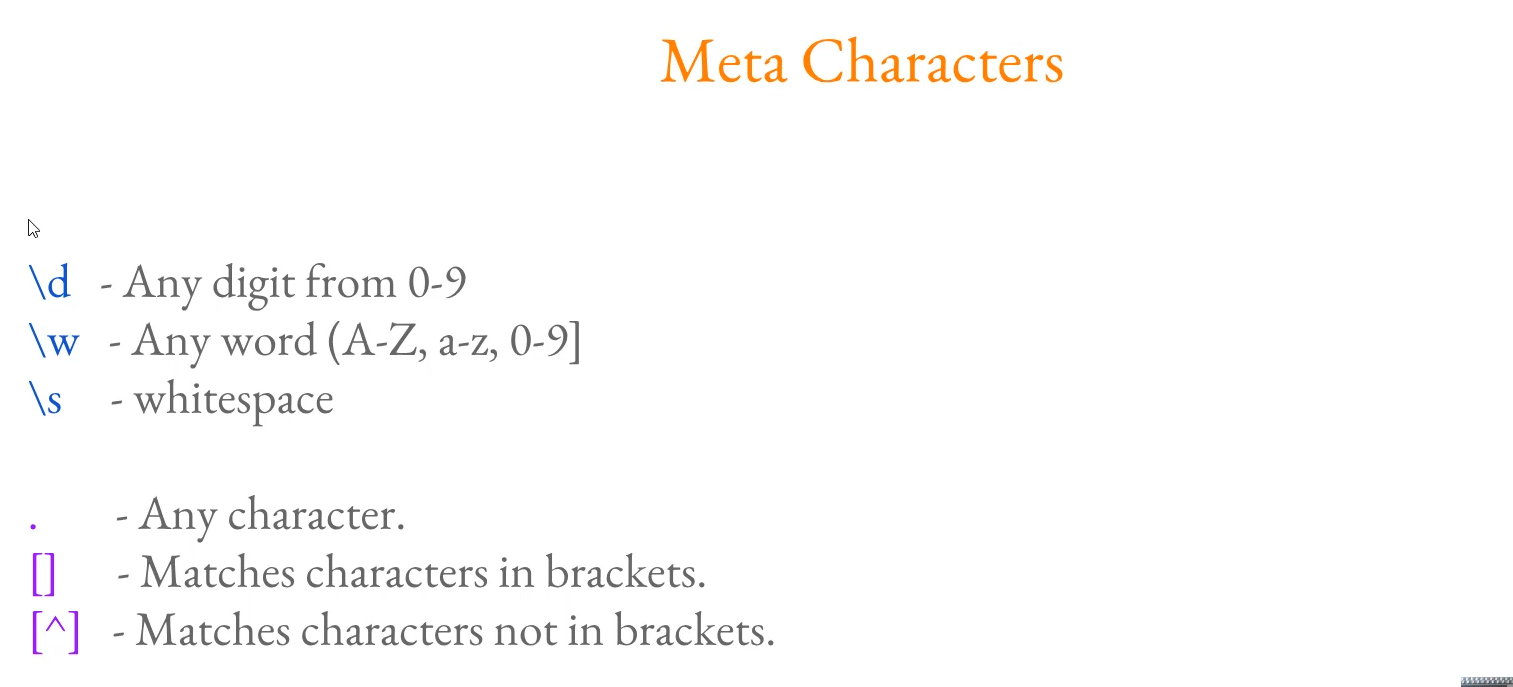 Meta Characters
\d - Any digit from 0-9
\w - Any word (A-Z, a-z, 0-9]
\s - whitespace
. - Any character.
[] - Matches characters in brackets.
[^] - Matches characters not in brackets.